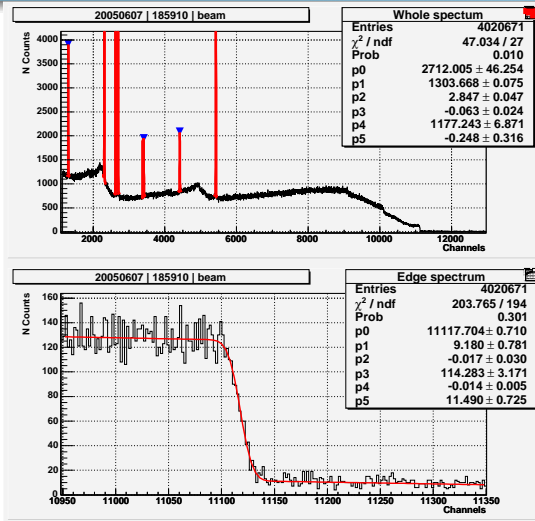 20050607 | 185910 | beam
Whole spectrum
Entries 4020671
χ² / ndf 47.034 / 27
Prob 0.010
p0 2712.005 ± 46.254
p1 1303.668 ± 0.075
p2 2.847 ± 0.047
p3 -0.063 ± 0.024
p4 1177.243 ± 6.871
p5 -0.248 ± 0.316
N Counts
4000
3500
3000
2500
2000
1500
1000
500
0
2000 4000 6000 8000 10000 12000
Channels
20050607 | 185910 | beam
Edge spectrum
Entries 4020671
χ² / ndf 203.765 / 194
Prob 0.301
p0 11117.704 ± 0.710
p1 9.180 ± 0.781
p2 -0.017 ± 0.030
p3 114.283 ± 3.171
p4 -0.014 ± 0.005
p5 11.490 ± 0.725
N Counts
160
140
120
100
80
60
40
20
0
10950 11000 11050 11100 11150 11200 11250 11300 11350
Channels